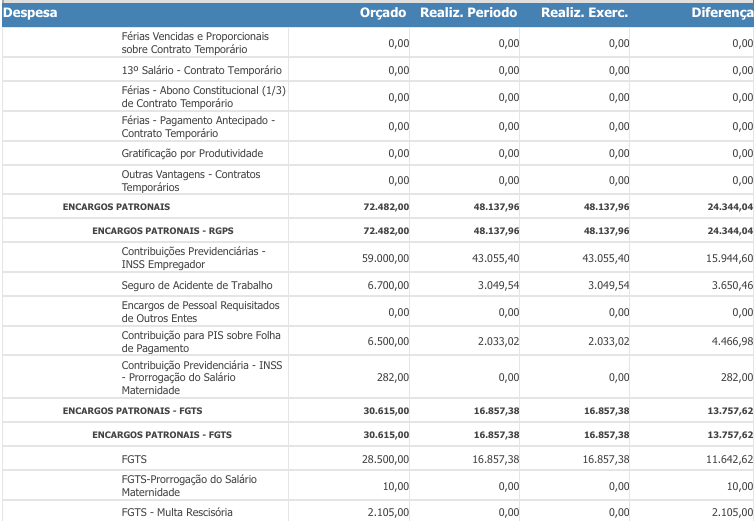 Despesa Orçado Realiz. Periodo Realiz. Exerc. Diferença
Férias Vencidas e Proporcionais
sobre Contrato Temporário 0,00 0,00 0,00 0,00
13º Salário - Contrato Temporário 0,00 0,00 0,00 0,00
Férias - Abono Constitucional (1/3)
de Contrato Temporário 0,00 0,00 0,00 0,00
Férias - Pagamento Antecipado -
Contrato Temporário 0,00 0,00 0,00 0,00
Gratificação por Produtividade 0,00 0,00 0,00 0,00
Outras Vantagens - Contratos
Temporários 0,00 0,00 0,00 0,00
ENCARGOS PATRONAIS 72.482,00 48.137,96 48.137,96 24.344,04
ENCARGOS PATRONAIS - RGPS 72.482,00 48.137,96 48.137,96 24.344,04
Contribuições Previdenciárias -
INSS Empregador 59.000,00 43.055,40 43.055,40 15.944,60
Seguro de Acidente de Trabalho 6.700,00 3.049,54 3.049,54 3.650,46
Encargos de Pessoal Requisitados
de Outros Entes 0,00 0,00 0,00 0,00
Contribuição para PIS sobre Folha
de Pagamento 6.500,00 2.033,02 2.033,02 4.466,98
Contribuição Previdenciária - INSS
- Prorrogação do Salário 282,00 0,00 0,00 282,00
Maternidade
ENCARGOS PATRONAIS - FGTS 30.615,00 16.857,38 16.857,38 13.757,62
ENCARGOS PATRONAIS - FGTS 30.615,00 16.857,38 16.857,38 13.757,62
FGTS 28.500,00 16.857,38 16.857,38 11.642,62
FGTS-Prorrogação do Salário
Maternidade 10,00 0,00 0,00 10,00
FGTS - Multa Rescisória 2.105,00 0,00 0,00 2.105,00